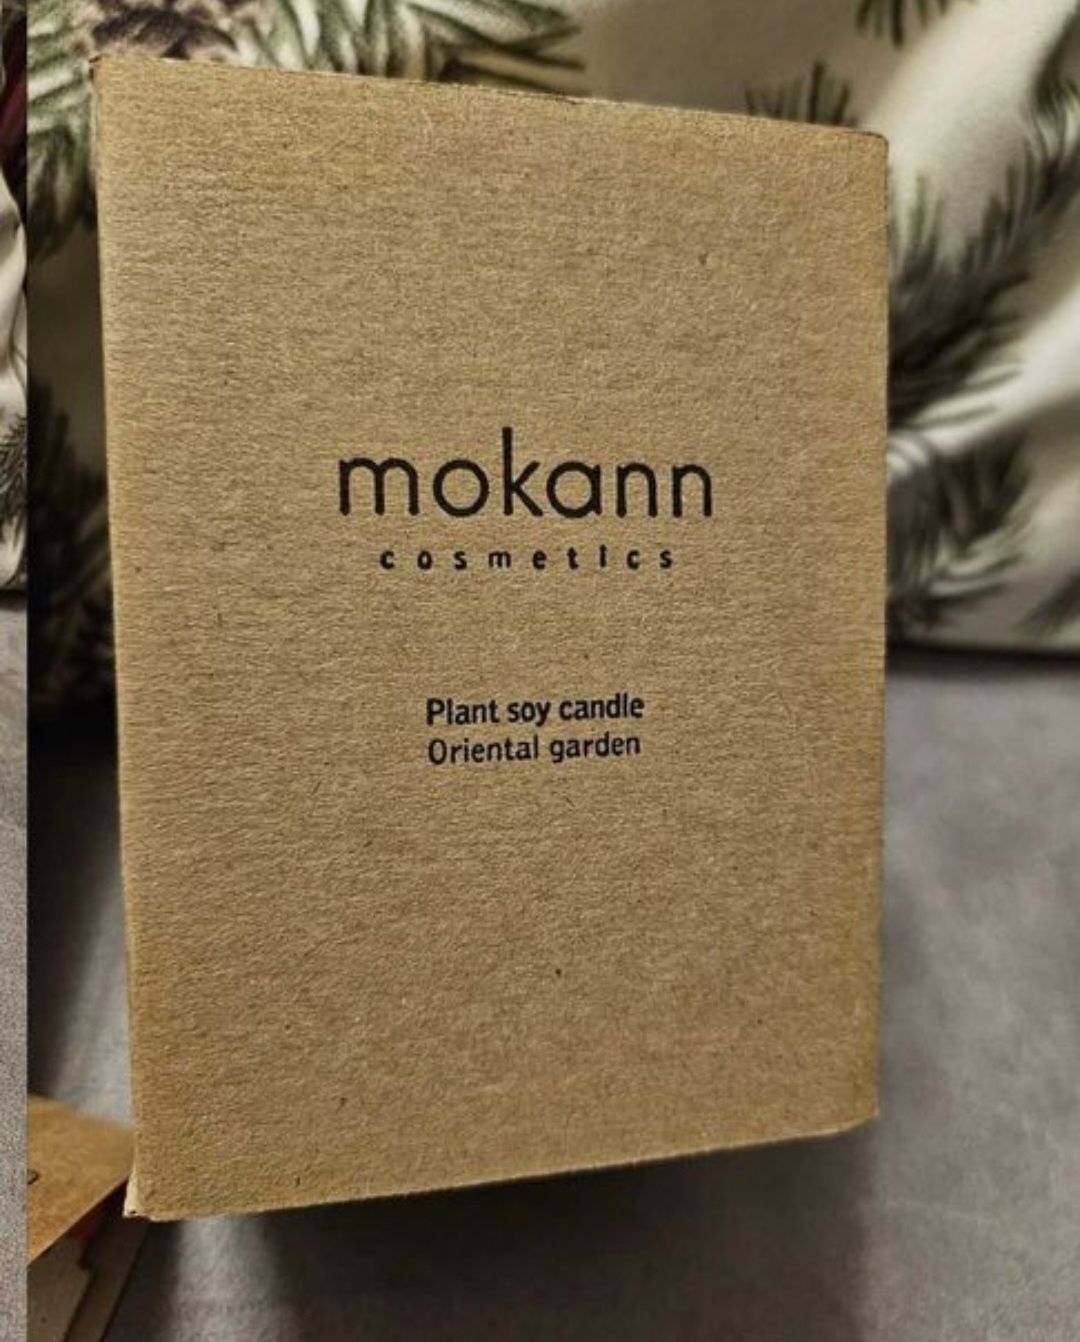 mokann
cosmetics
Plant soy candle
Oriental garden